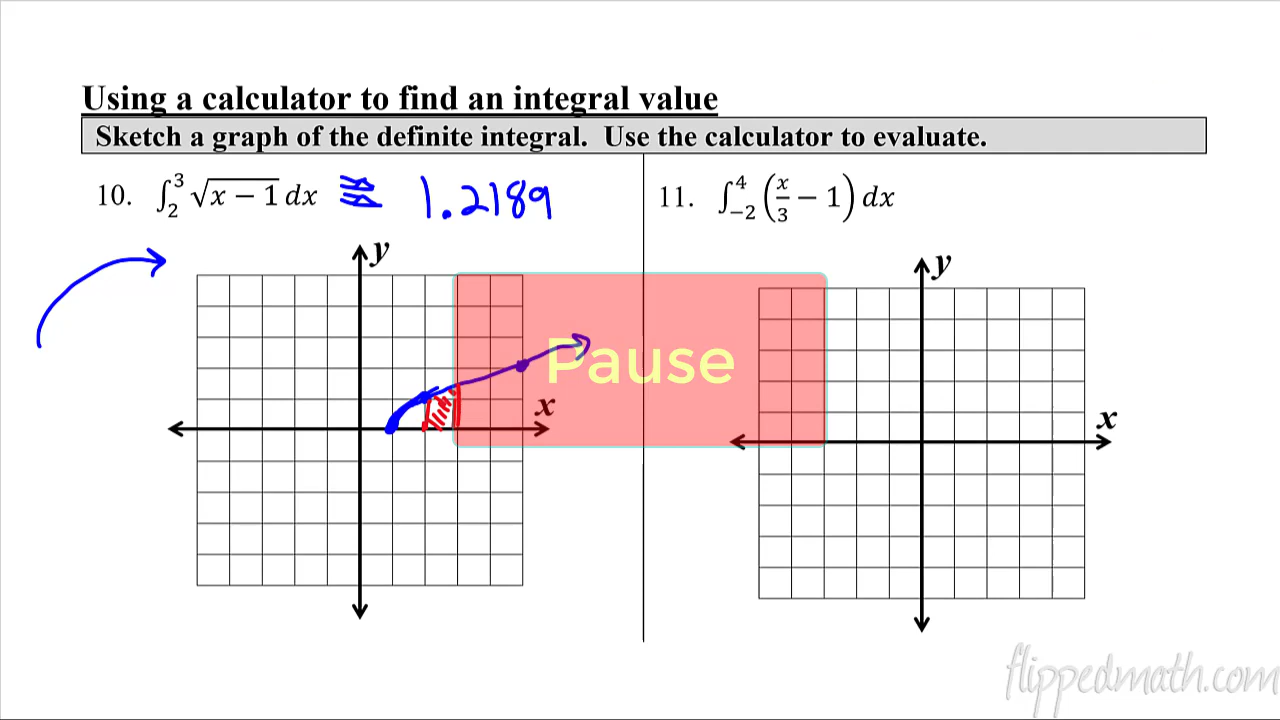 Using a calculator to find an integral value
Sketch a graph of the definite integral. Use the calculator to evaluate.
10. ∫₂³ √(x − 1) dx ≈ 1.2189
11. ∫₋₂⁴ (x/3 − 1) dx
y
y
Pause
x
x
flippedmath.com